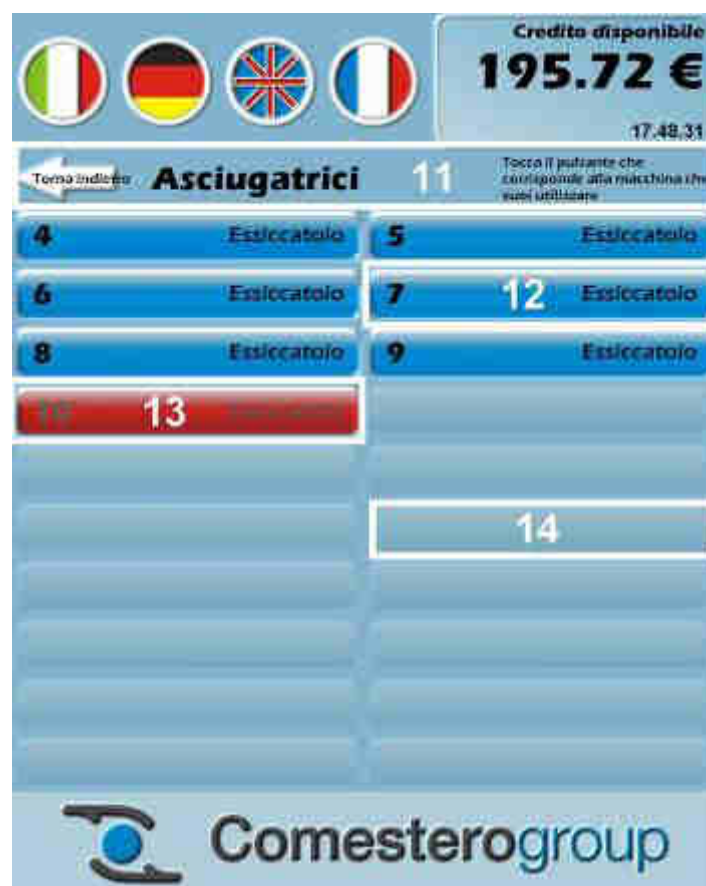 Credito disponibile
195.72 €
17.48.31
Torna indietro
Asciugatrici
11
Tocca il pulsante che
corrisponde alla macchina che
vuoi utilizzare
4 Essiccatoio
5 Essiccatoio
6 Essiccatoio
7 12 Essiccatoio
8 Essiccatoio
9 Essiccatoio
10 13
14
Comesterogroup